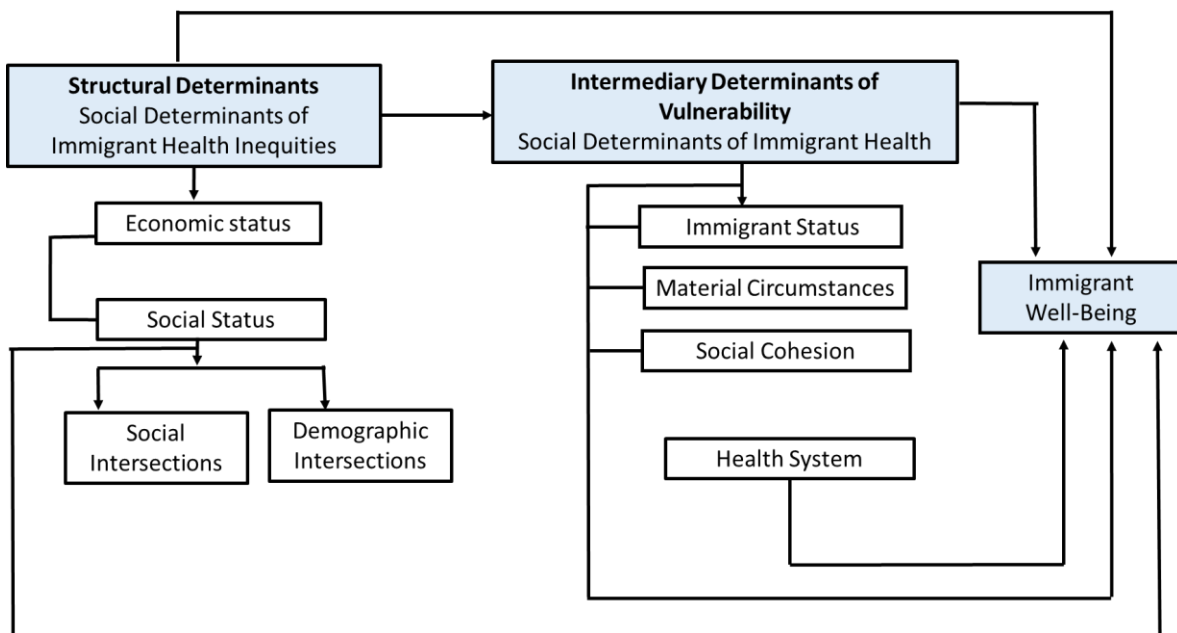 Structural Determinants
Social Determinants of
Immigrant Health Inequities
Intermediary Determinants of
Vulnerability
Social Determinants of Immigrant Health
Economic status
Social Status
Social
Intersections
Demographic
Intersections
Immigrant Status
Material Circumstances
Social Cohesion
Health System
Immigrant
Well-Being